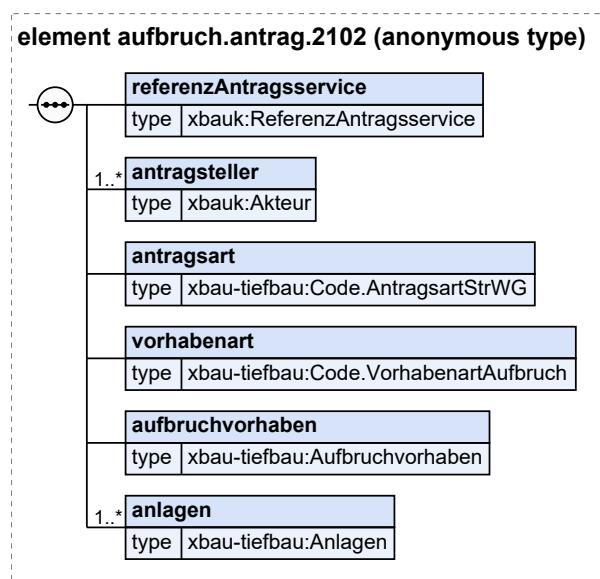 element aufbruch.antrag.2102 (anonymous type)
referenzAntragsservice
type xbauk:ReferenzAntragsservice
1..* antragsteller
type xbauk:Akteur
antragsart
type xbau-tiefbau:Code.AntragsartStrWG
vorhabenart
type xbau-tiefbau:Code.VorhabenartAufbruch
aufbruchvorhaben
type xbau-tiefbau:Aufbruchvorhaben
1..* anlagen
type xbau-tiefbau:Anlagen